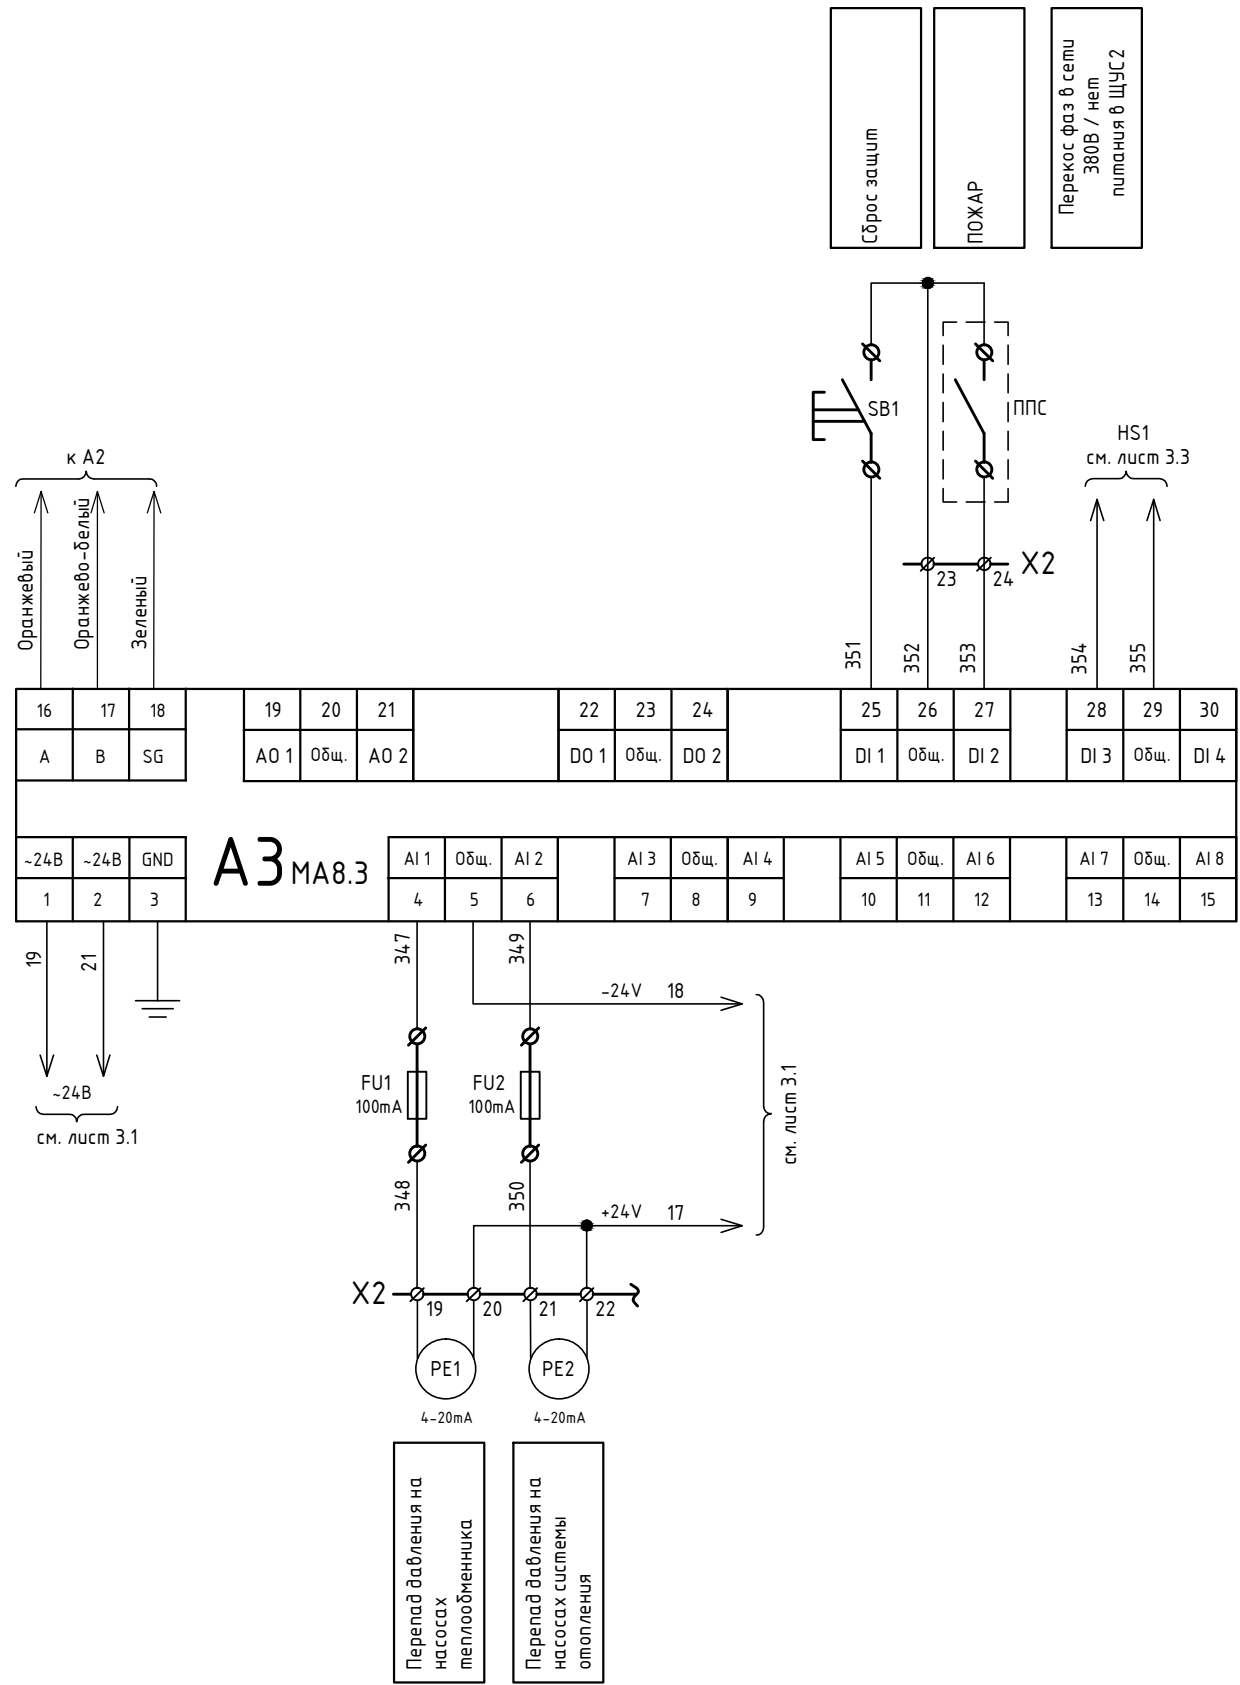 Сброс защит
ПОЖАР
Перекос фаз в сети
380В / нет
питания в ЩУС2
SB1
ППС
HS1
см. лист 3.3
к А2
Оранжевый
Оранжево-белый
Зеленый
X2
23
24
351
352
353
354
355
16 17 18 19 20 21 22 23 24 25 26 27 28 29 30
A B SG AO 1 Общ. AO 2 DO 1 Общ. DO 2 DI 1 Общ. DI 2 DI 3 Общ. DI 4
А3 МА8.3
~24В ~24В GND AI 1 Общ. AI 2 AI 3 Общ. AI 4 AI 5 Общ. AI 6 AI 7 Общ. AI 8
1 2 3 4 5 6 7 8 9 10 11 12 13 14 15
19
21
347
349
-24V 18
~24В
см. лист 3.1
FU1
100mA
FU2
100mA
см. лист 3.1
348
350
+24V 17
X2
19
20
21
22
PE1
PE2
4-20mA
4-20mA
Перепад давления на
насосах
теплообменника
Перепад давления на
насосах системы
отопления